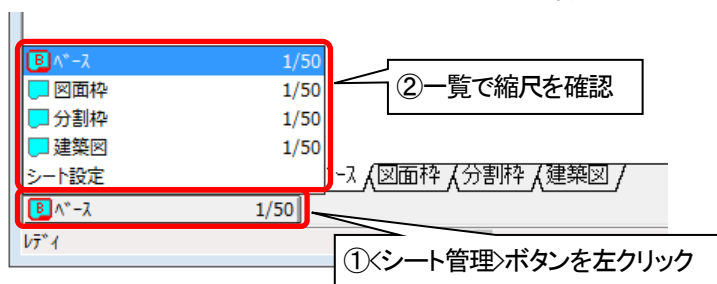 B ﾍﾞｰｽ 1/50
図面枠 1/50
分割枠 1/50
建築図 1/50
シート設定
②一覧で縮尺を確認
ｰｽ 図面枠 分割枠 建築図
B ﾍﾞｰｽ 1/50
ﾚﾃﾞｨ
①<シート管理>ボタンを左クリック